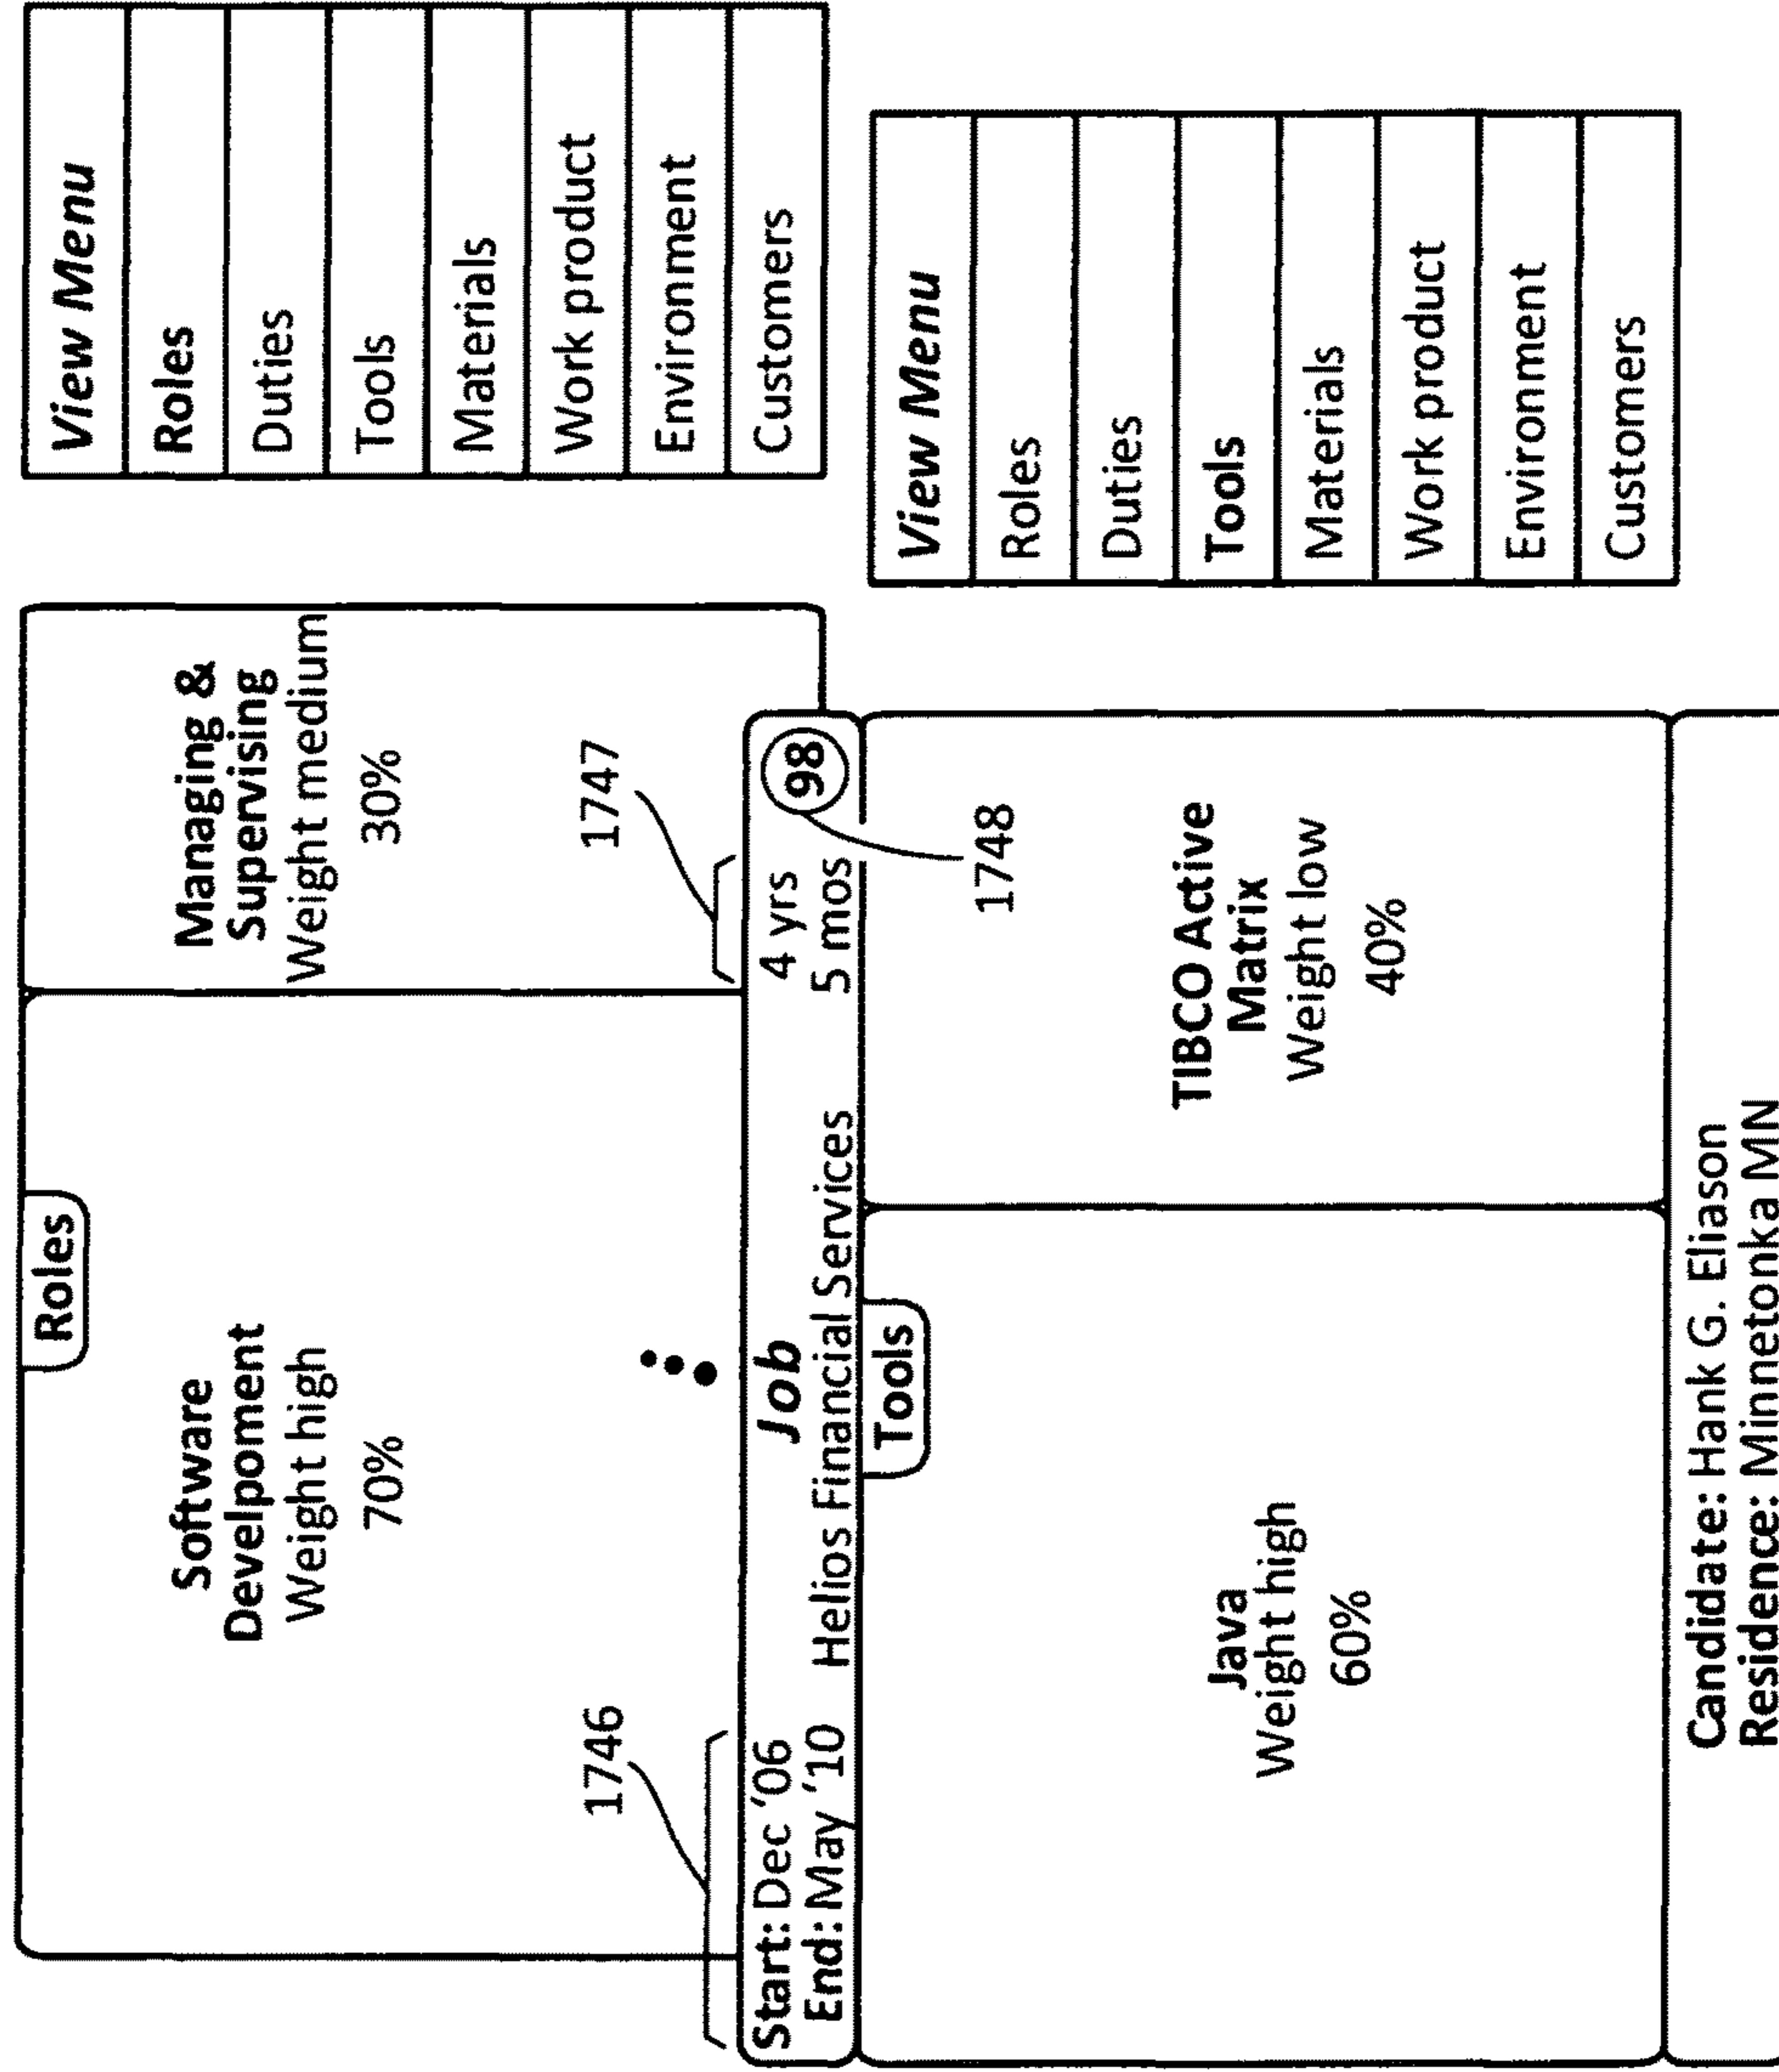 Roles
Software
Develpoment
Weight high
70%
Managing &
Supervising
Weight medium
30%
View Menu
Roles
Duties
Tools
Materials
Work product
Environment
Customers
1746
1747
Start: Dec ‘06
End: May ‘10
Job
Helios Financial Services
4 yrs
5 mos
98
1748
Tools
Java
Weight high
60%
TIBCO Active
Matrix
Weight low
40%
View Menu
Roles
Duties
Tools
Materials
Work product
Environment
Customers
Candidate: Hank G. Eliason
Residence: Minnetonka MN